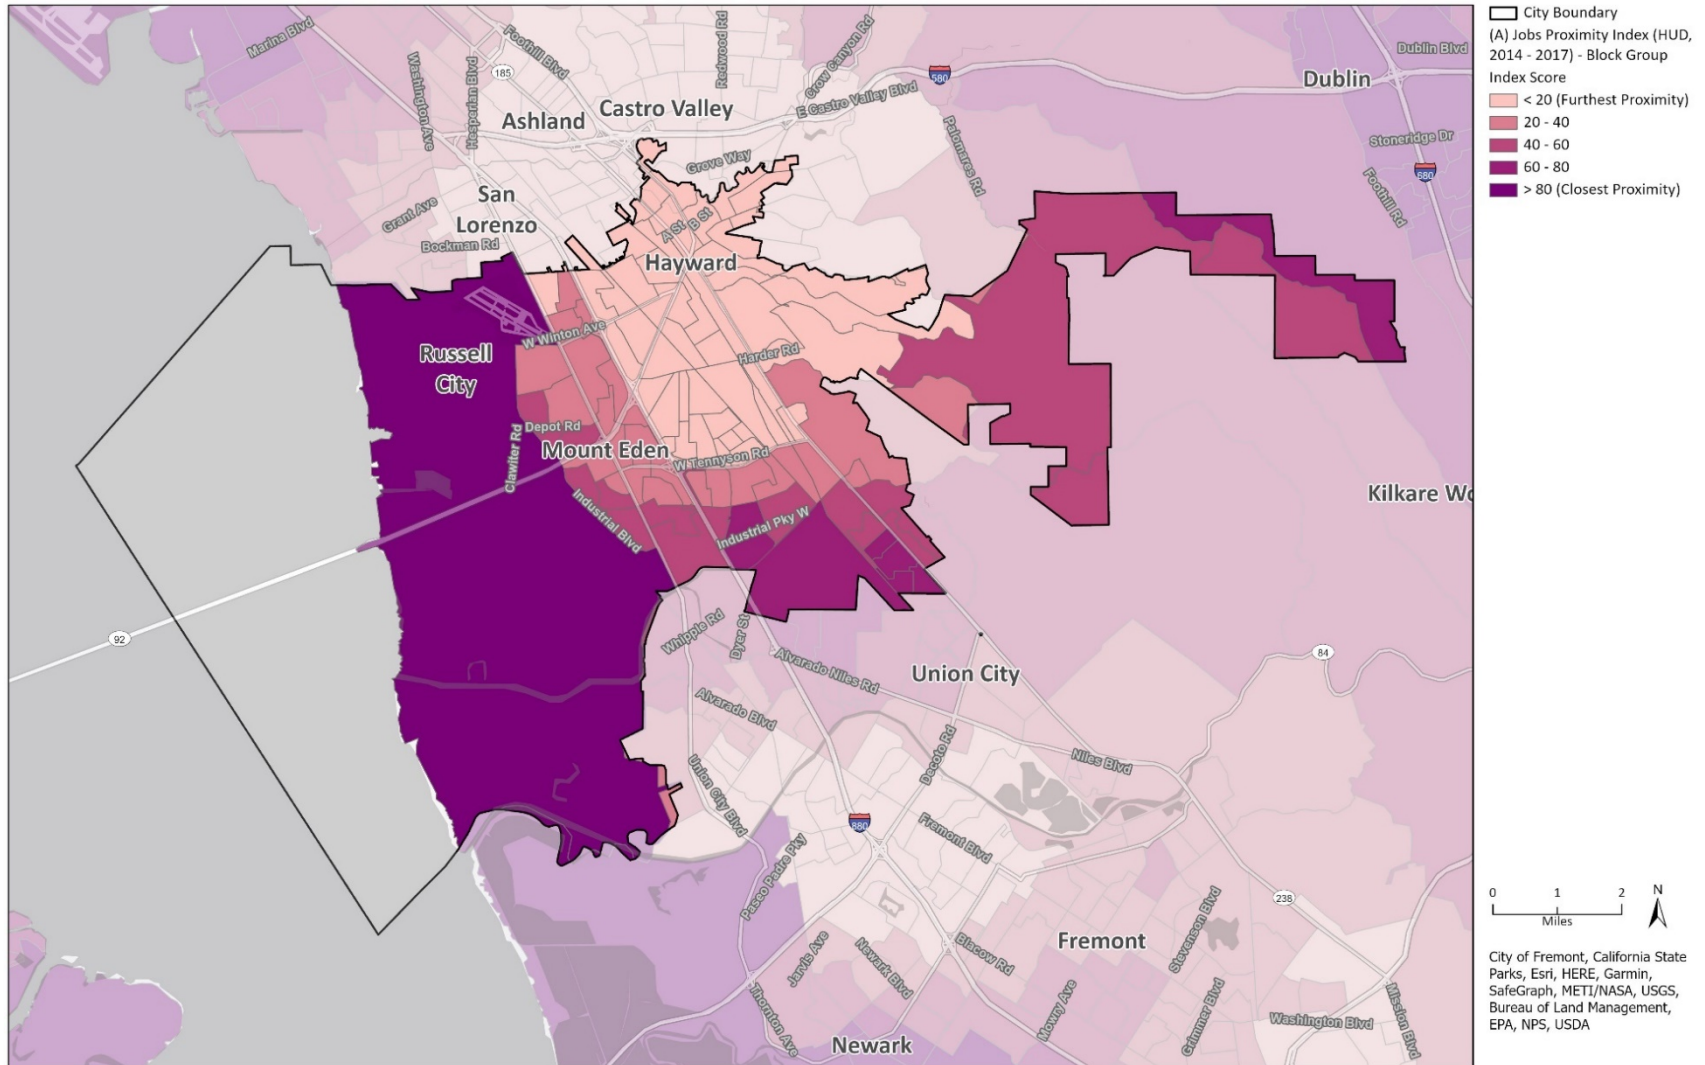 Marina Blvd
Washington Ave
Hesperian Blvd
185
Foothill Blvd
Redwood Rd
Crow Canyon Rd
E Castro Valley Blvd
580
Dublin
Dublin Blvd
Stoneridge Dr
680
Foothill Rd
Castro Valley
Ashland
Grove Way
Palomares Rd
San
Lorenzo
Grant Ave
Bockman Rd
A St
B St
Hayward
W Winton Ave
Harder Rd
Russell
City
Depot Rd
Clawiter Rd
Mount Eden
W Tennyson Rd
Industrial Blvd
Industrial Pky W
Kilkare Wo
92
Whipple Rd
Dyer St
Alvarado Niles Rd
Union City
84
Alvarado Blvd
Decoto Rd
Niles Blvd
Union City Blvd
880
Fremont Blvd
Paseo Padre Pky
238
Stevenson Blvd
Jarvis Ave
Newark Blvd
Blacow Rd
Fremont
Thornton Ave
Mowry Ave
Grimmer Blvd
Washington Blvd
Mission Blvd
Newark
City Boundary
(A) Jobs Proximity Index (HUD,
2014 - 2017) - Block Group
Index Score
< 20 (Furthest Proximity)
20 - 40
40 - 60
60 - 80
> 80 (Closest Proximity)
0 1 2
Miles
N
City of Fremont, California State
Parks, Esri, HERE, Garmin,
SafeGraph, METI/NASA, USGS,
Bureau of Land Management,
EPA, NPS, USDA